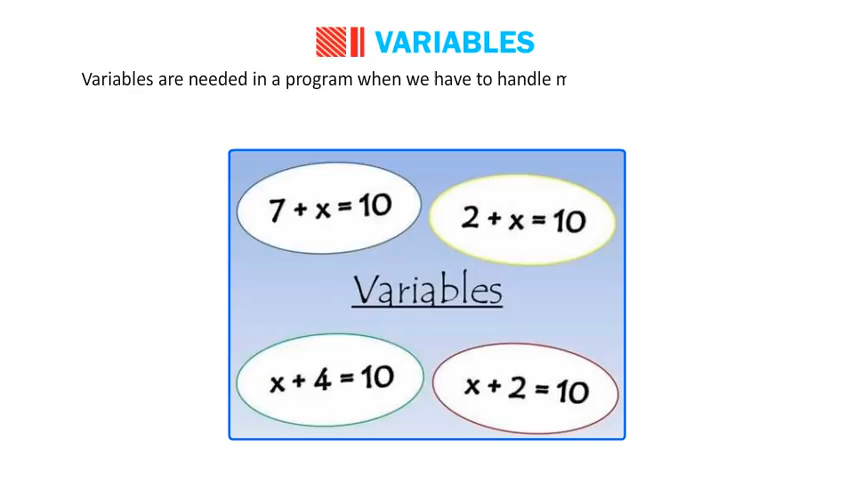 VARIABLES
Variables are needed in a program when we have to handle
7 + x = 10
2 + x = 10
Variables
x + 4 = 10
x + 2 = 10